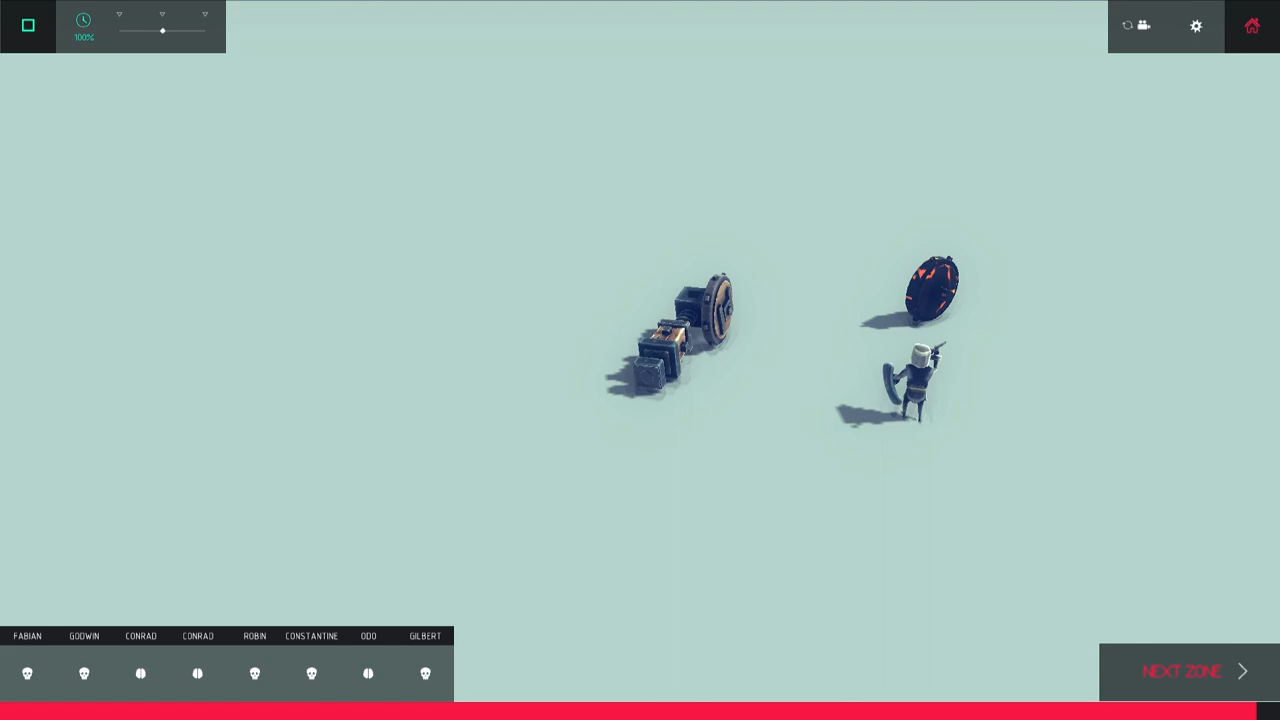 100%
FABIAN GODWIN CONRAD CONRAD ROBIN CONSTANTINE ODO GILBERT
NEXT ZONE